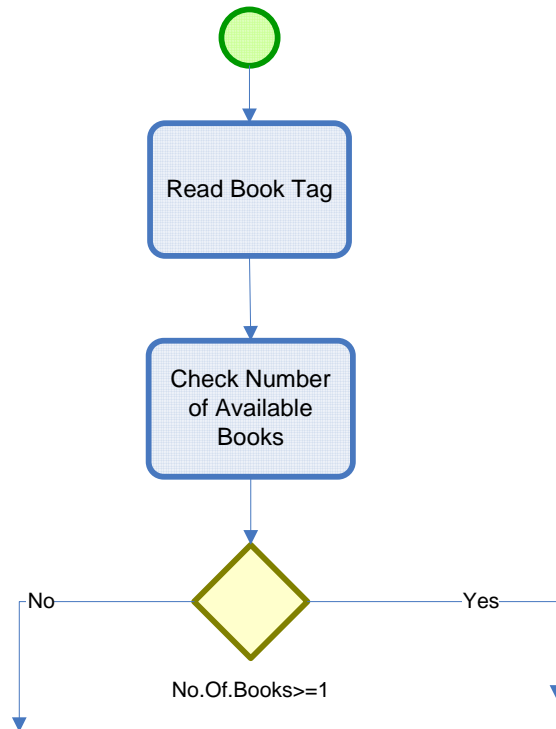 Read Book Tag
Check Number
of Available
Books
No
Yes
No.Of.Books>=1